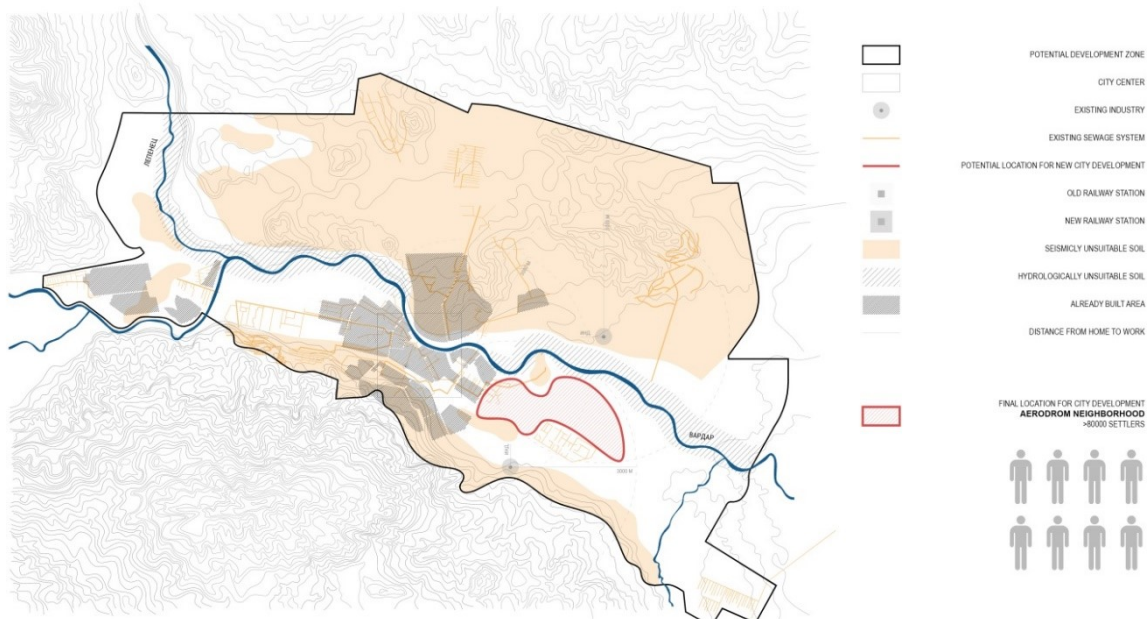 ЛЕПЕНЕЦ
ВАРДАР
3000 M
POTENTIAL DEVELOPMENT ZONE
CITY CENTER
EXISTING INDUSTRY
EXISTING SEWAGE SYSTEM
POTENTIAL LOCATION FOR NEW CITY DEVELOPMENT
OLD RAILWAY STATION
NEW RAILWAY STATION
SEISMICLY UNSUITABLE SOIL
HYDROLOGICALLY UNSUITABLE SOIL
ALREADY BUILT AREA
DISTANCE FROM HOME TO WORK
FINAL LOCATION FOR CITY DEVELOPMENT
AERODROM NEIGHBORHOOD
>80000 SETTLERS